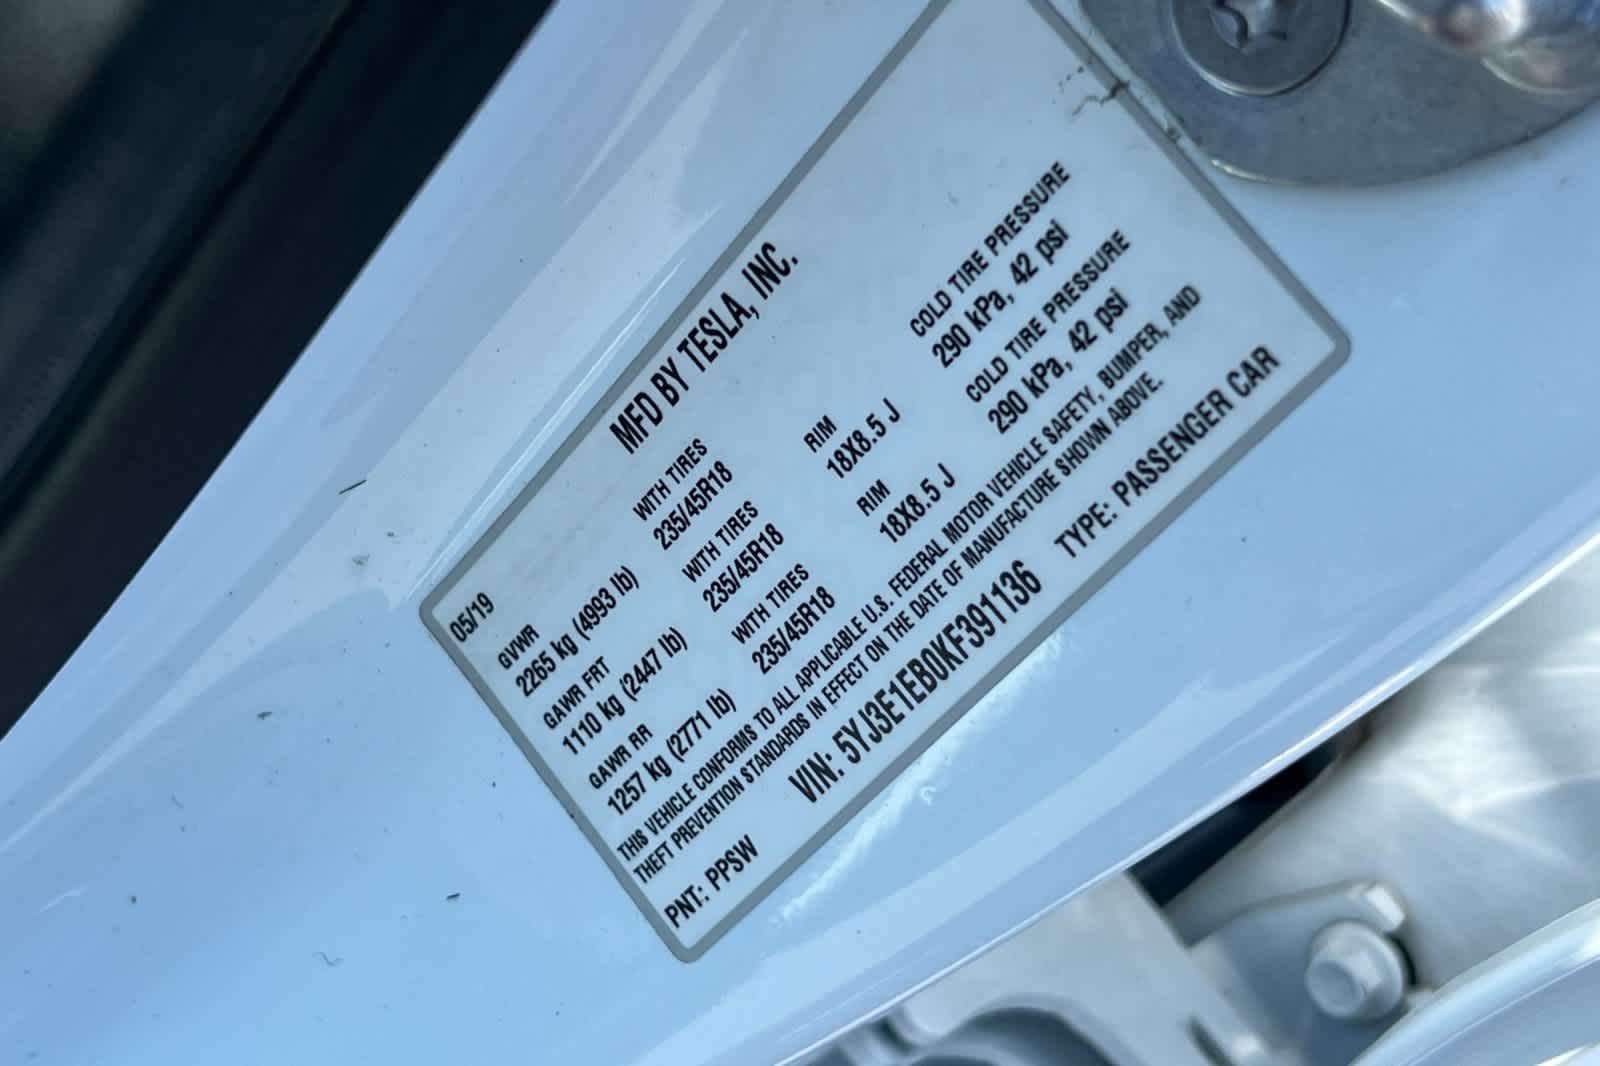 MFD BY TESLA, INC.
05/19
GVWR WITH TIRES RIM COLD TIRE PRESSURE
2265 kg (4993 lb) 235/45R18 18X8.5 J 290 kPa, 42 psi
GAWR FRT WITH TIRES RIM COLD TIRE PRESSURE
1110 kg (2447 lb) 235/45R18 18X8.5 J 290 kPa, 42 psi
GAWR RR WITH TIRES
1257 kg (2771 lb) 235/45R18
THIS VEHICLE CONFORMS TO ALL APPLICABLE U.S. FEDERAL MOTOR VEHICLE SAFETY, BUMPER, AND
THEFT PREVENTION STANDARDS IN EFFECT ON THE DATE OF MANUFACTURE SHOWN ABOVE.
VIN: 5YJ3E1EB0KF391136 TYPE: PASSENGER CAR
PNT: PPSW